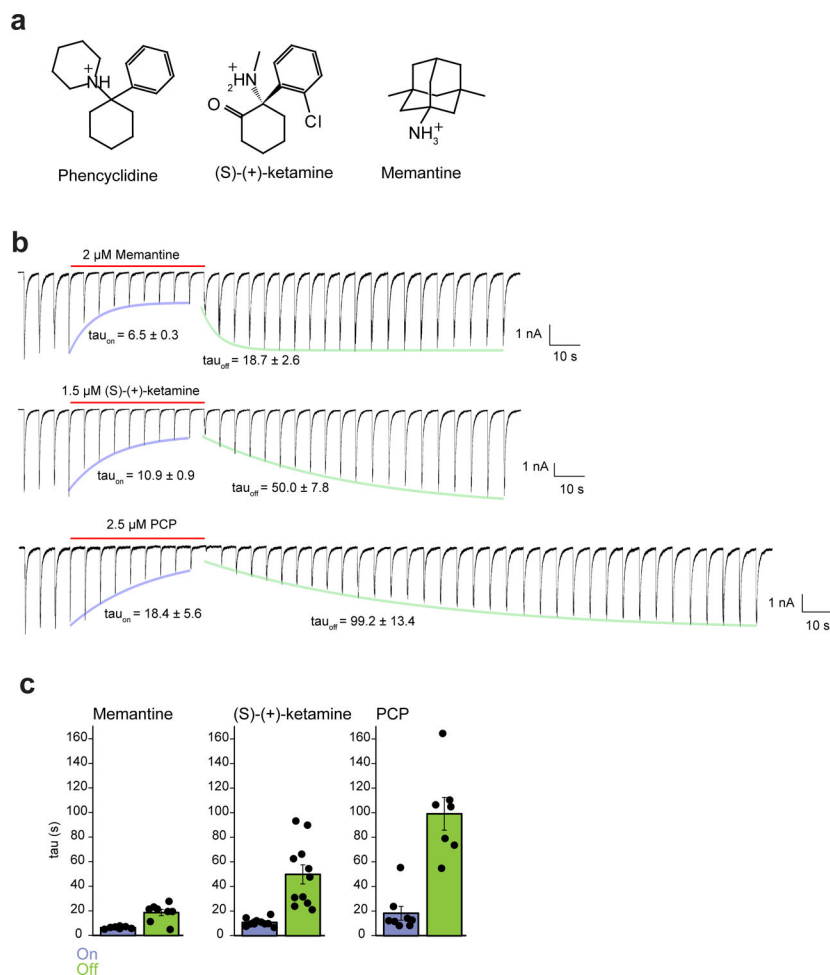 a
N
H
+
+
H
2
N
O
Cl
NH3+
Phencyclidine
(S)-(+)-ketamine
Memantine
b
2 µM Memantine
tau_on = 6.5 ± 0.3
tau_off = 18.7 ± 2.6
1 nA
10 s
1.5 µM (S)-(+)-ketamine
tau_on = 10.9 ± 0.9
tau_off = 50.0 ± 7.8
1 nA
10 s
2.5 µM PCP
tau_on = 18.4 ± 5.6
tau_off = 99.2 ± 13.4
1 nA
10 s
c
Memantine
(S)-(+)-ketamine
PCP
tau (s)
160
140
120
100
80
60
40
20
0
160
140
120
100
80
60
40
20
0
160
140
120
100
80
60
40
20
0
On
Off